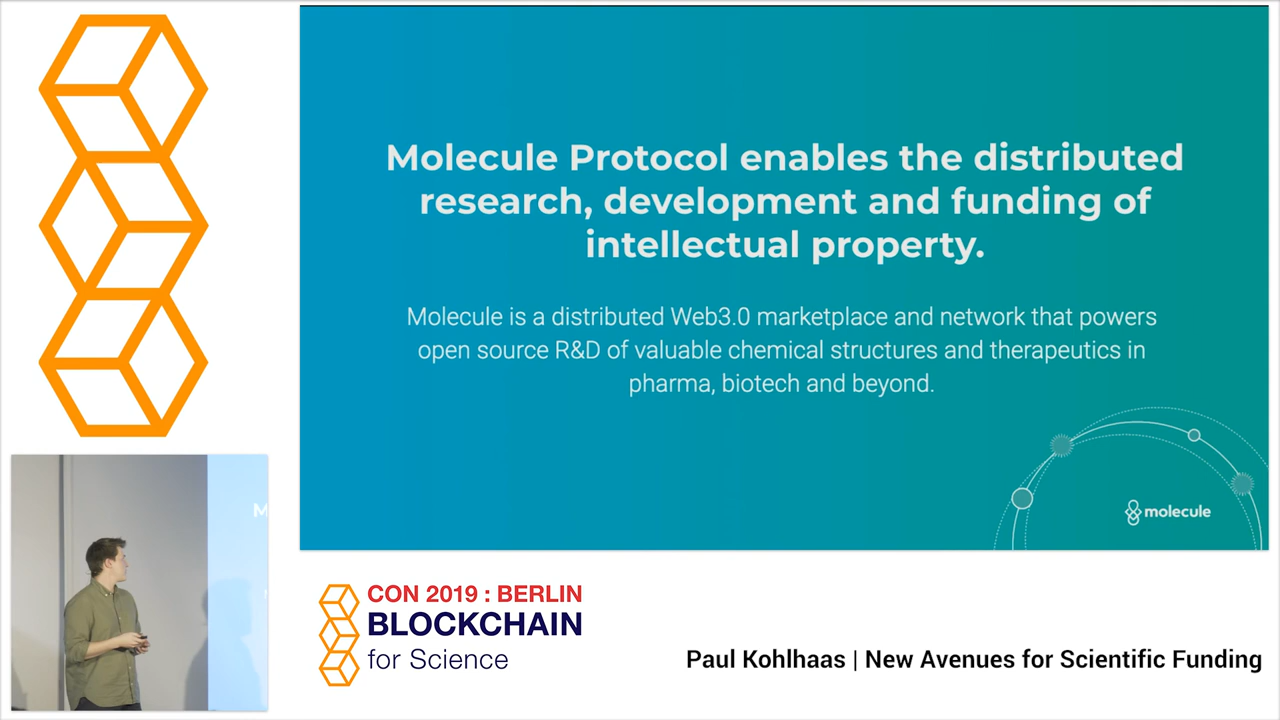 Molecule Protocol enables the distributed
research, development and funding of
intellectual property.
Molecule is a distributed Web3.0 marketplace and network that powers
open source R&D of valuable chemical structures and therapeutics in
pharma, biotech and beyond.
molecule
M
CON 2019 : BERLIN
BLOCKCHAIN
for Science
Paul Kohlhaas | New Avenues for Scientific Funding